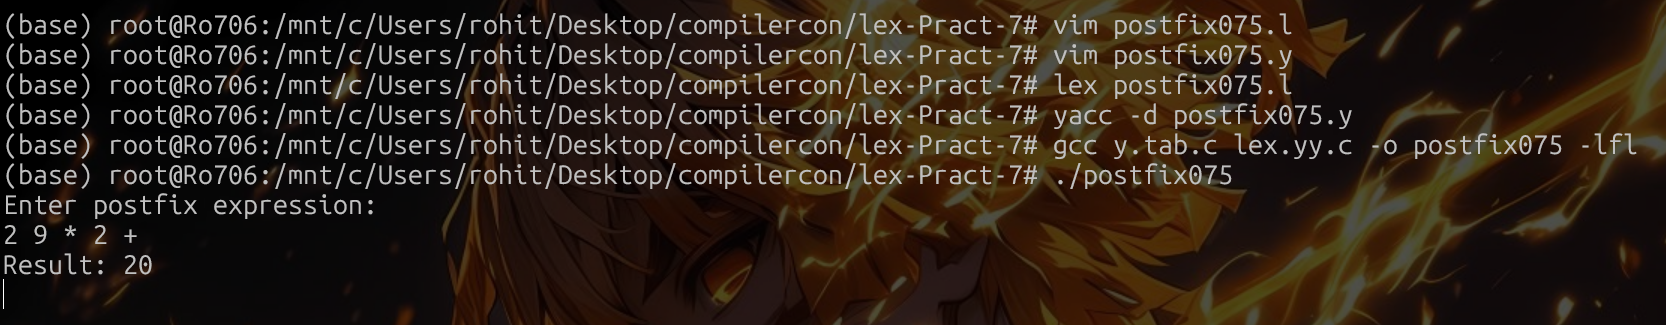 (base) root@Ro706:/mnt/c/Users/rohit/Desktop/compilercon/lex-Pract-7# vim postfix075.l
(base) root@Ro706:/mnt/c/Users/rohit/Desktop/compilercon/lex-Pract-7# vim postfix075.y
(base) root@Ro706:/mnt/c/Users/rohit/Desktop/compilercon/lex-Pract-7# lex postfix075.l
(base) root@Ro706:/mnt/c/Users/rohit/Desktop/compilercon/lex-Pract-7# yacc -d postfix075.y
(base) root@Ro706:/mnt/c/Users/rohit/Desktop/compilercon/lex-Pract-7# gcc y.tab.c lex.yy.c -o postfix075 -lfl
(base) root@Ro706:/mnt/c/Users/rohit/Desktop/compilercon/lex-Pract-7# ./postfix075
Enter postfix expression:
2 9 * 2 +
Result: 20